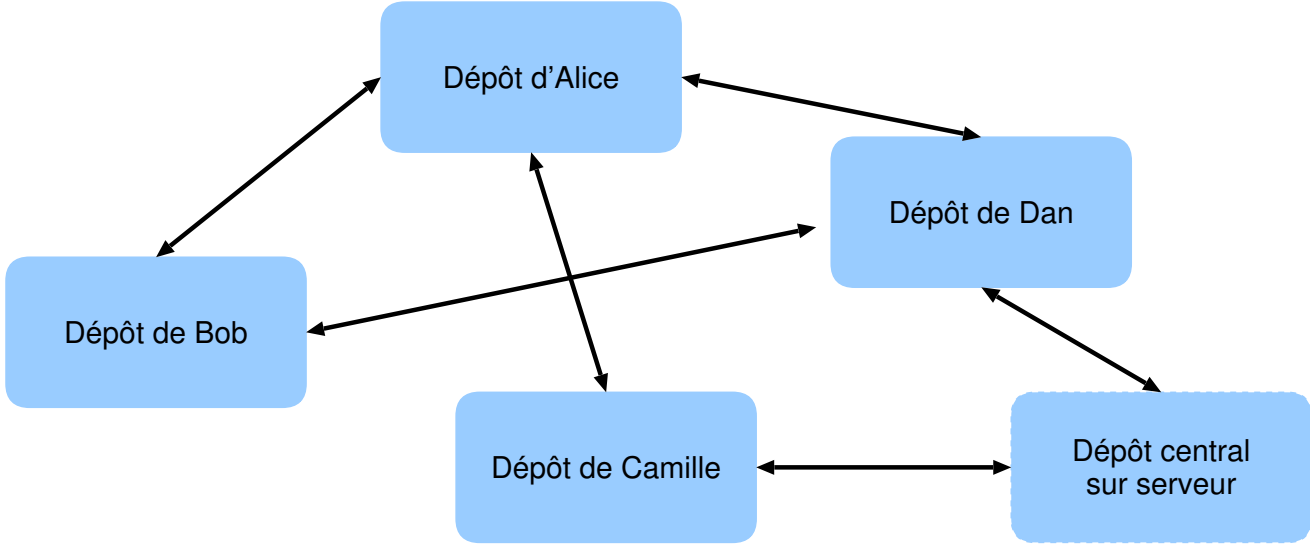 Dépôt d’Alice
Dépôt de Dan
Dépôt de Bob
Dépôt de Camille
Dépôt central
sur serveur